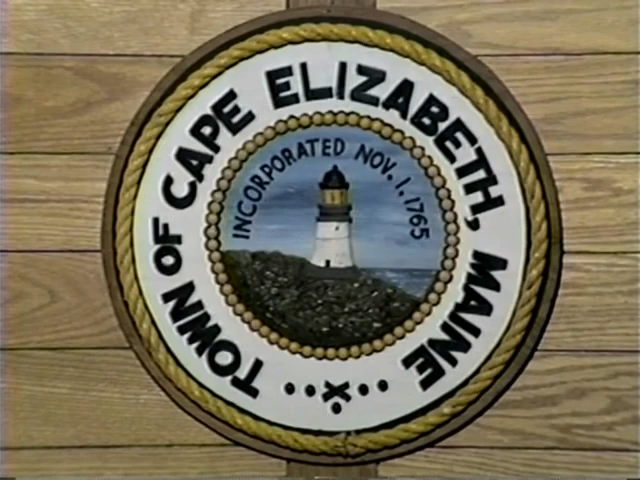 TOWN OF CAPE ELIZABETH, MAINE
INCORPORATED NOV. 1, 1765